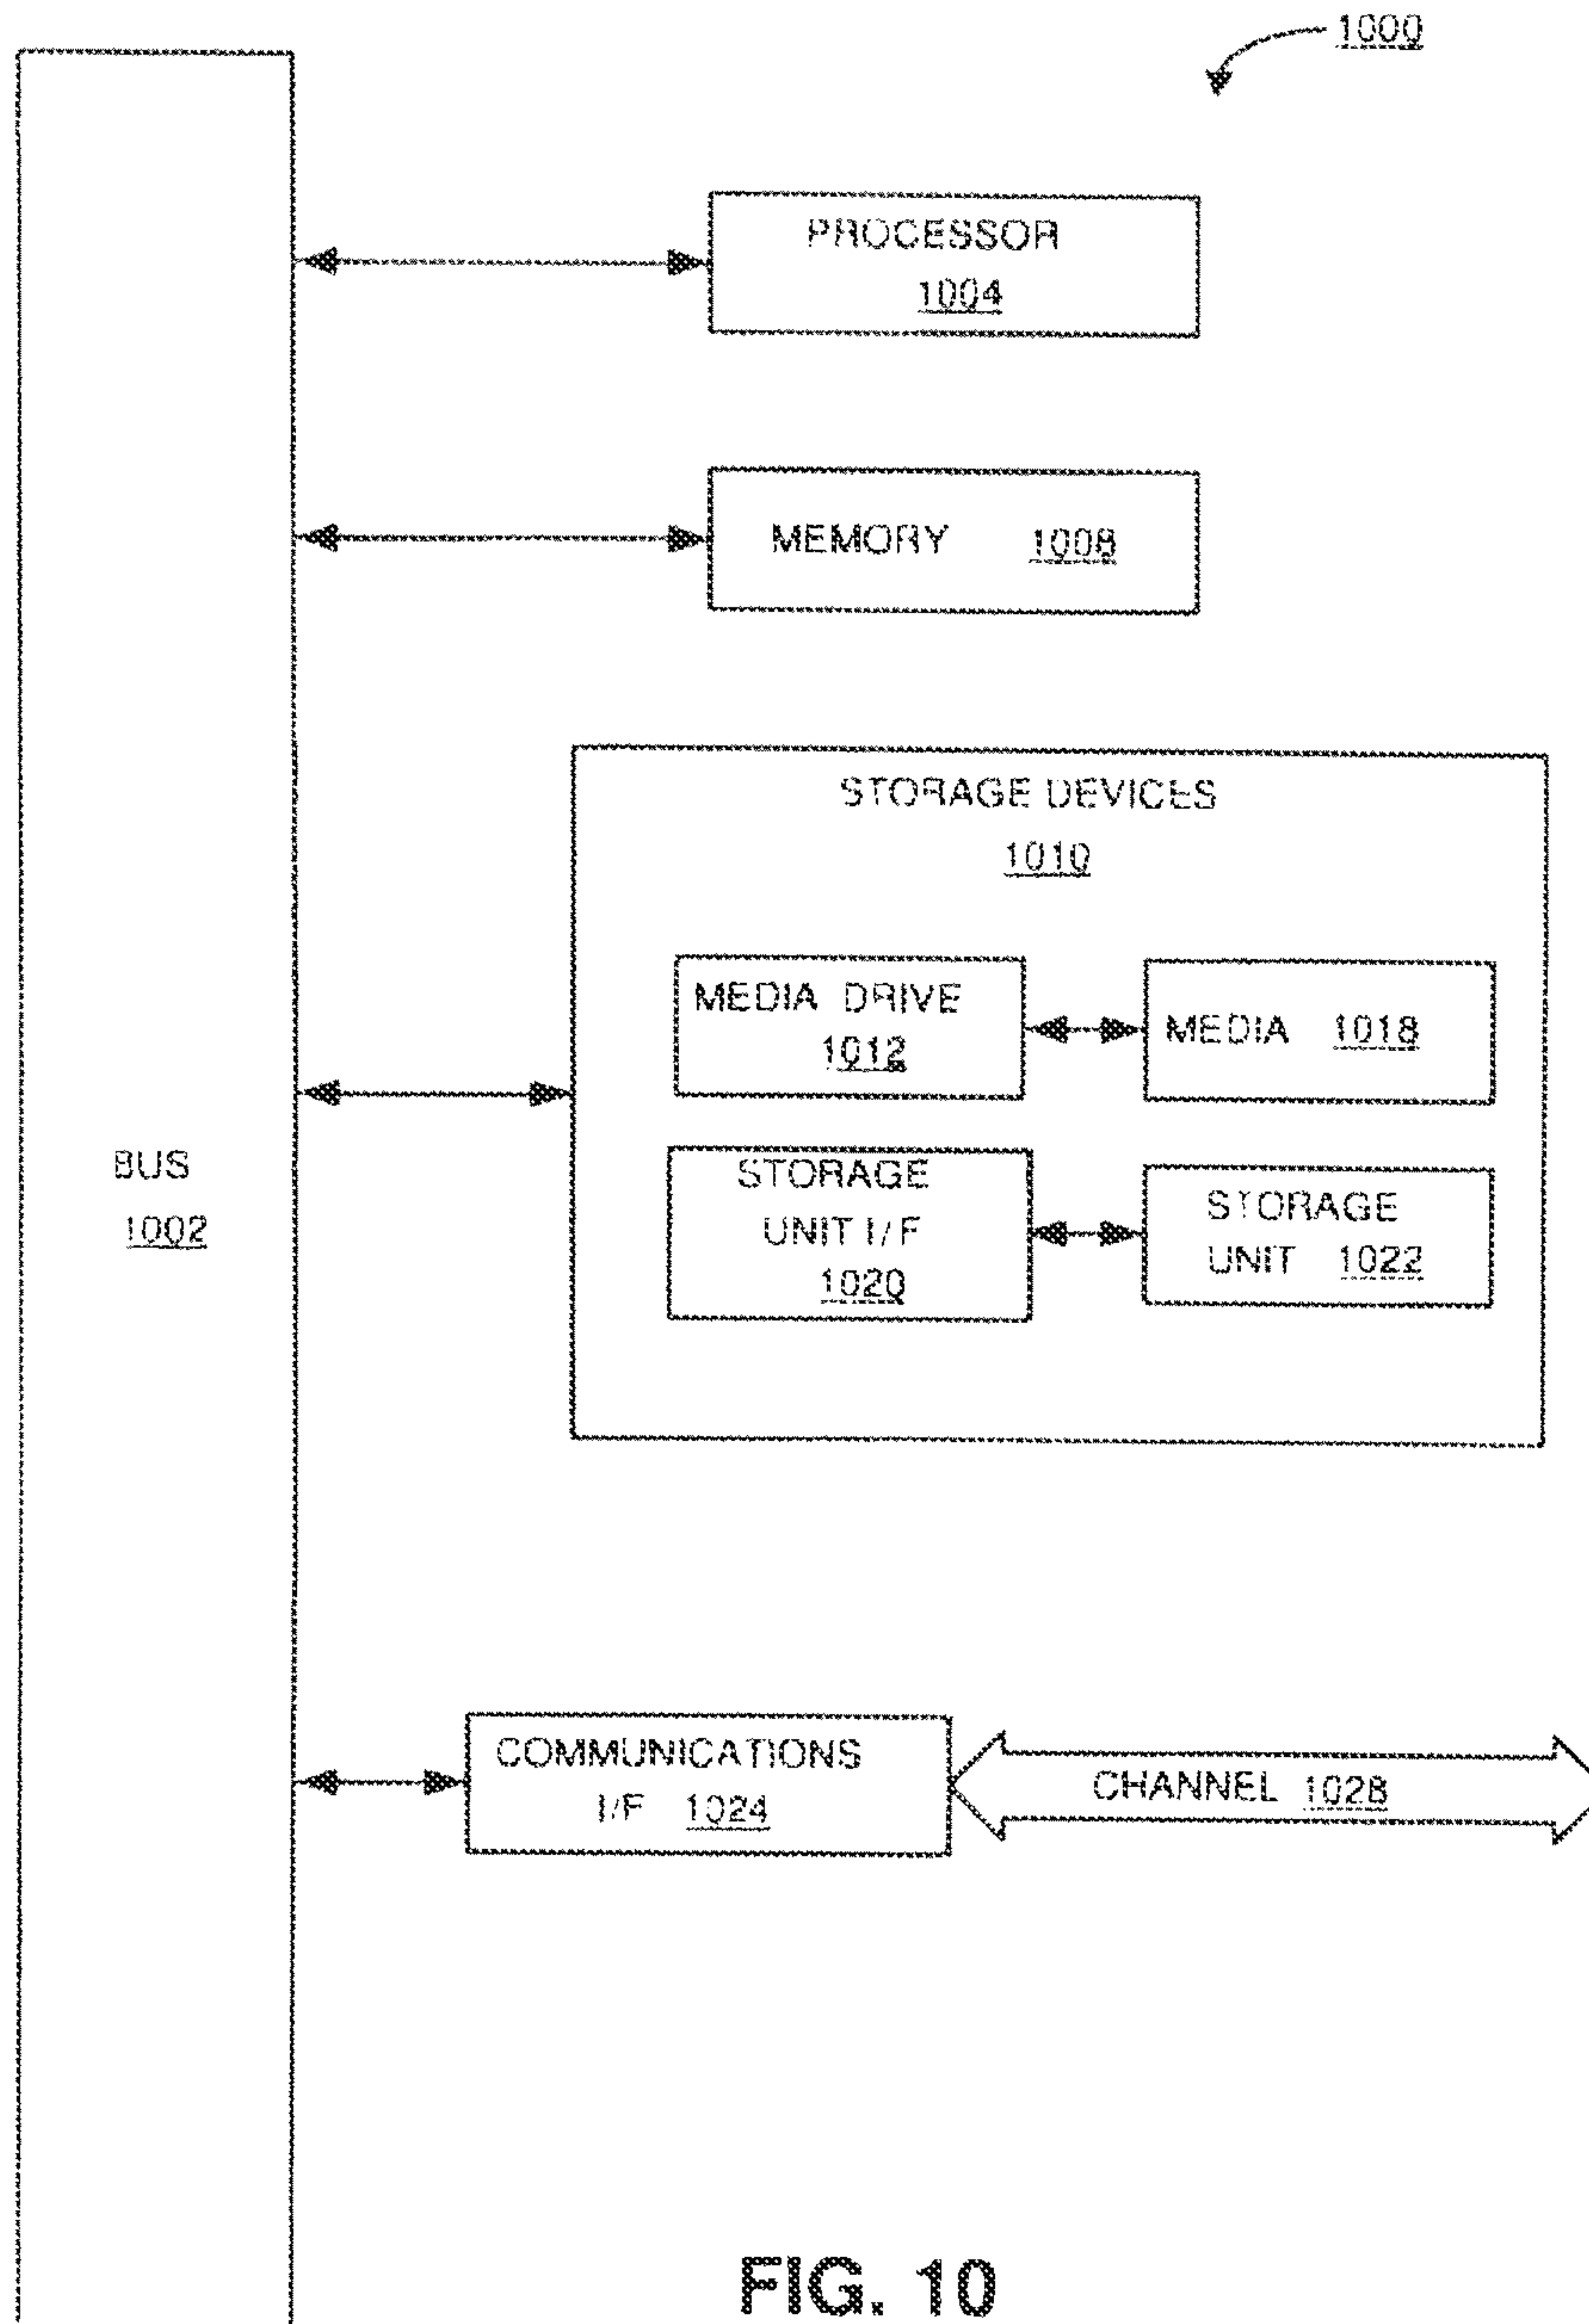 1000
PROCESSOR
1004
MEMORY 1008
STORAGE DEVICES
1010
MEDIA DRIVE
1012
MEDIA 1018
STORAGE
UNIT I/F
1020
STORAGE
UNIT 1022
BUS
1002
COMMUNICATIONS
I/F 1024
CHANNEL 1028
FIG. 10